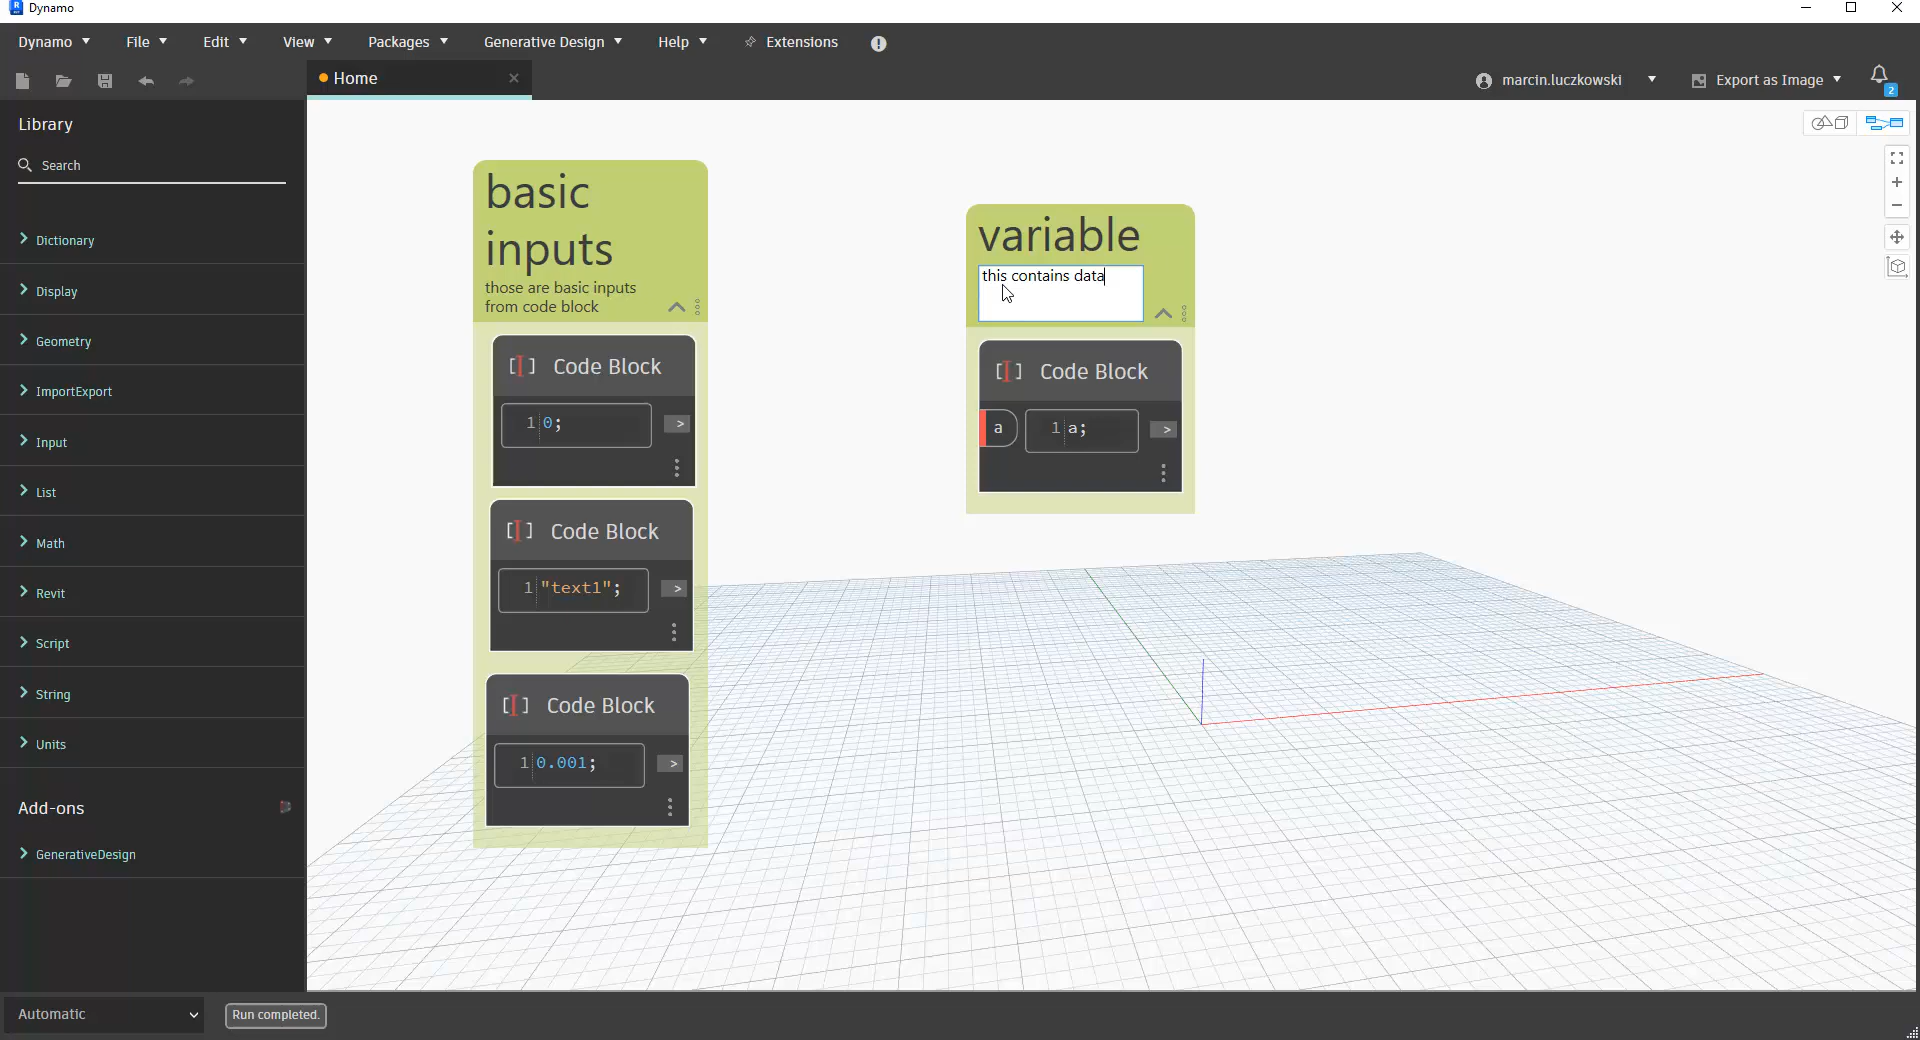 Dynamo
Dynamo File Edit View Packages Generative Design Help Extensions
Home
marcin.luczkowski Export as Image
2
Library
Search
Dictionary
Display
Geometry
ImportExport
Input
List
Math
Revit
Script
String
Units
Add-ons
GenerativeDesign
basic
inputs
those are basic inputs
from code block
Code Block
1 0; >
Code Block
1 "text1"; >
Code Block
1 0.001; >
variable
this contains data
Code Block
a 1 a; >
Automatic Run completed.